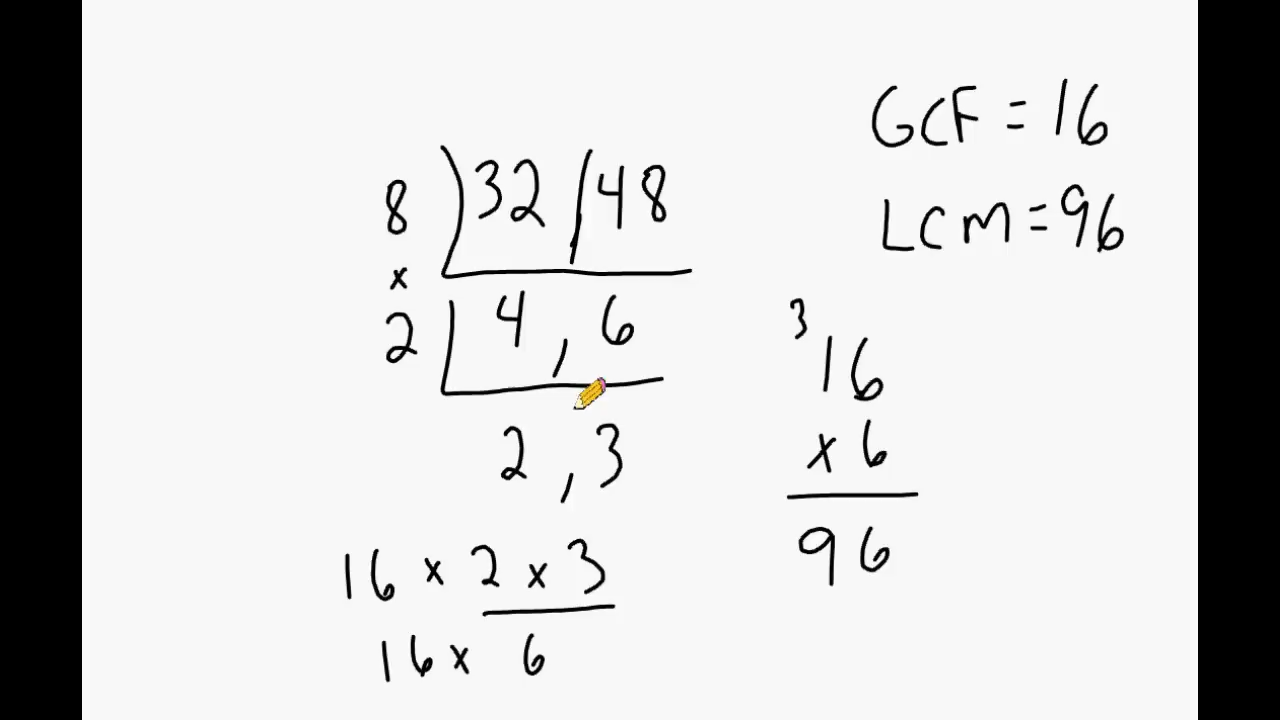 GCF = 16
LCM = 96
8 ) 32 / 48
x
2 4 , 6
2 , 3
16 x 2 x 3
16 x 6
3
16
x 6
96